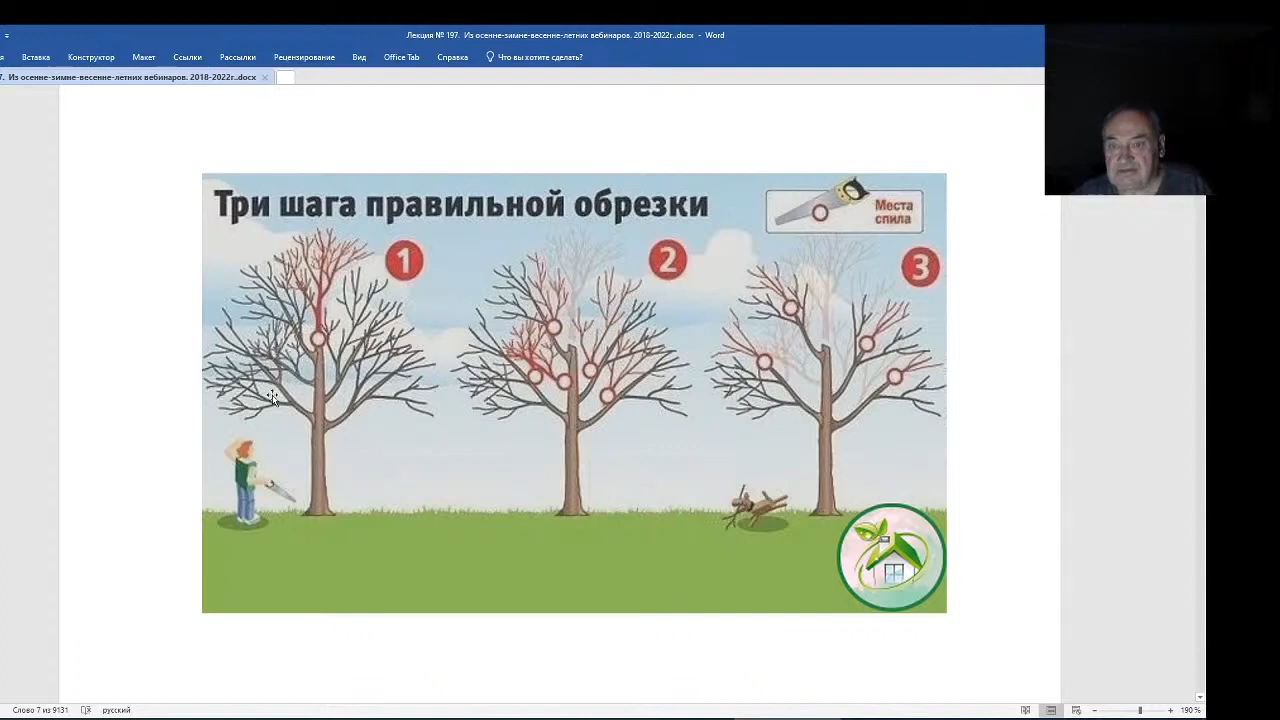 Лекция № 197. Из осенне-зимне-весенне-летних вебинаров. 2018-2022г..docx - Word
я Вставка Конструктор Макет Ссылки Рассылки Рецензирование Вид Office Tab Справка Что вы хотите сделать?
7. Из осенне-зимне-весенне-летних вебинаров. 2018-2022г..docx
Три шага правильной обрезки
Места
спила
1 2 3
Слово 7 из 9131 русский 190 %